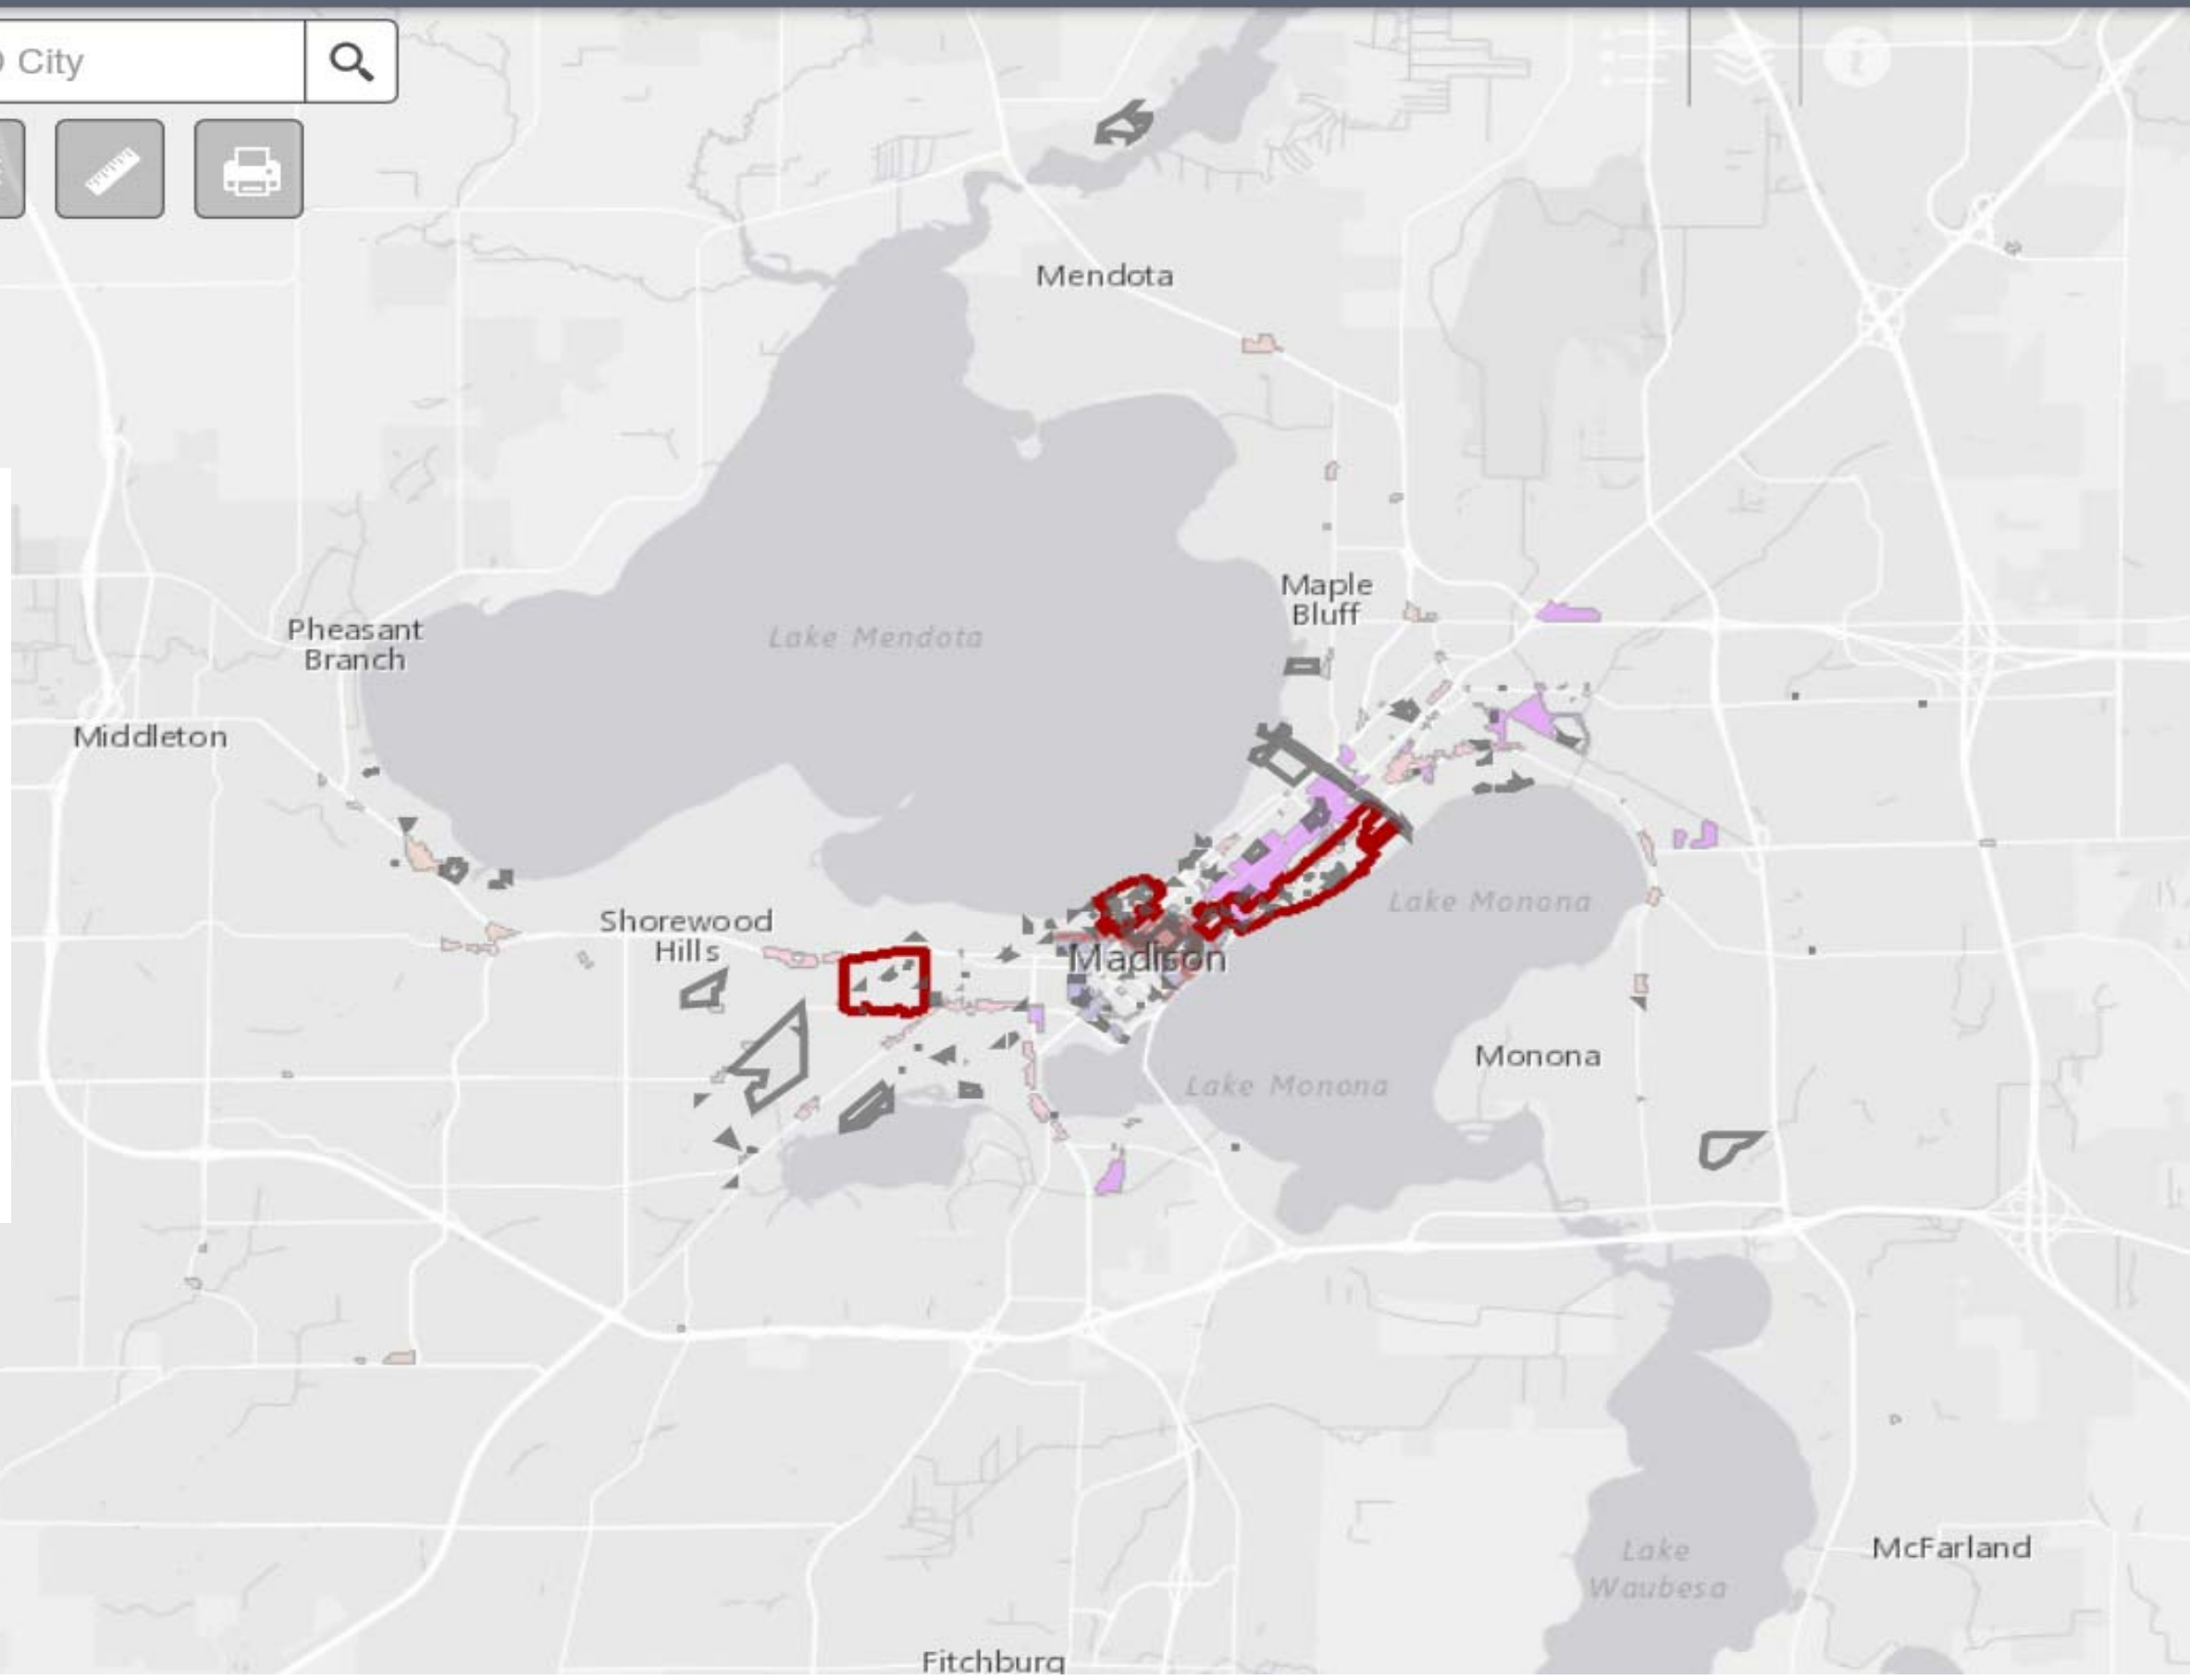 City
Mendota
Maple
Bluff
Pheasant
Branch
Lake Mendota
Middleton
Lake Monona
Shorewood
Hills
Madison
Monona
Lake Monona
Lake
Waubesa
McFarland
Fitchburg